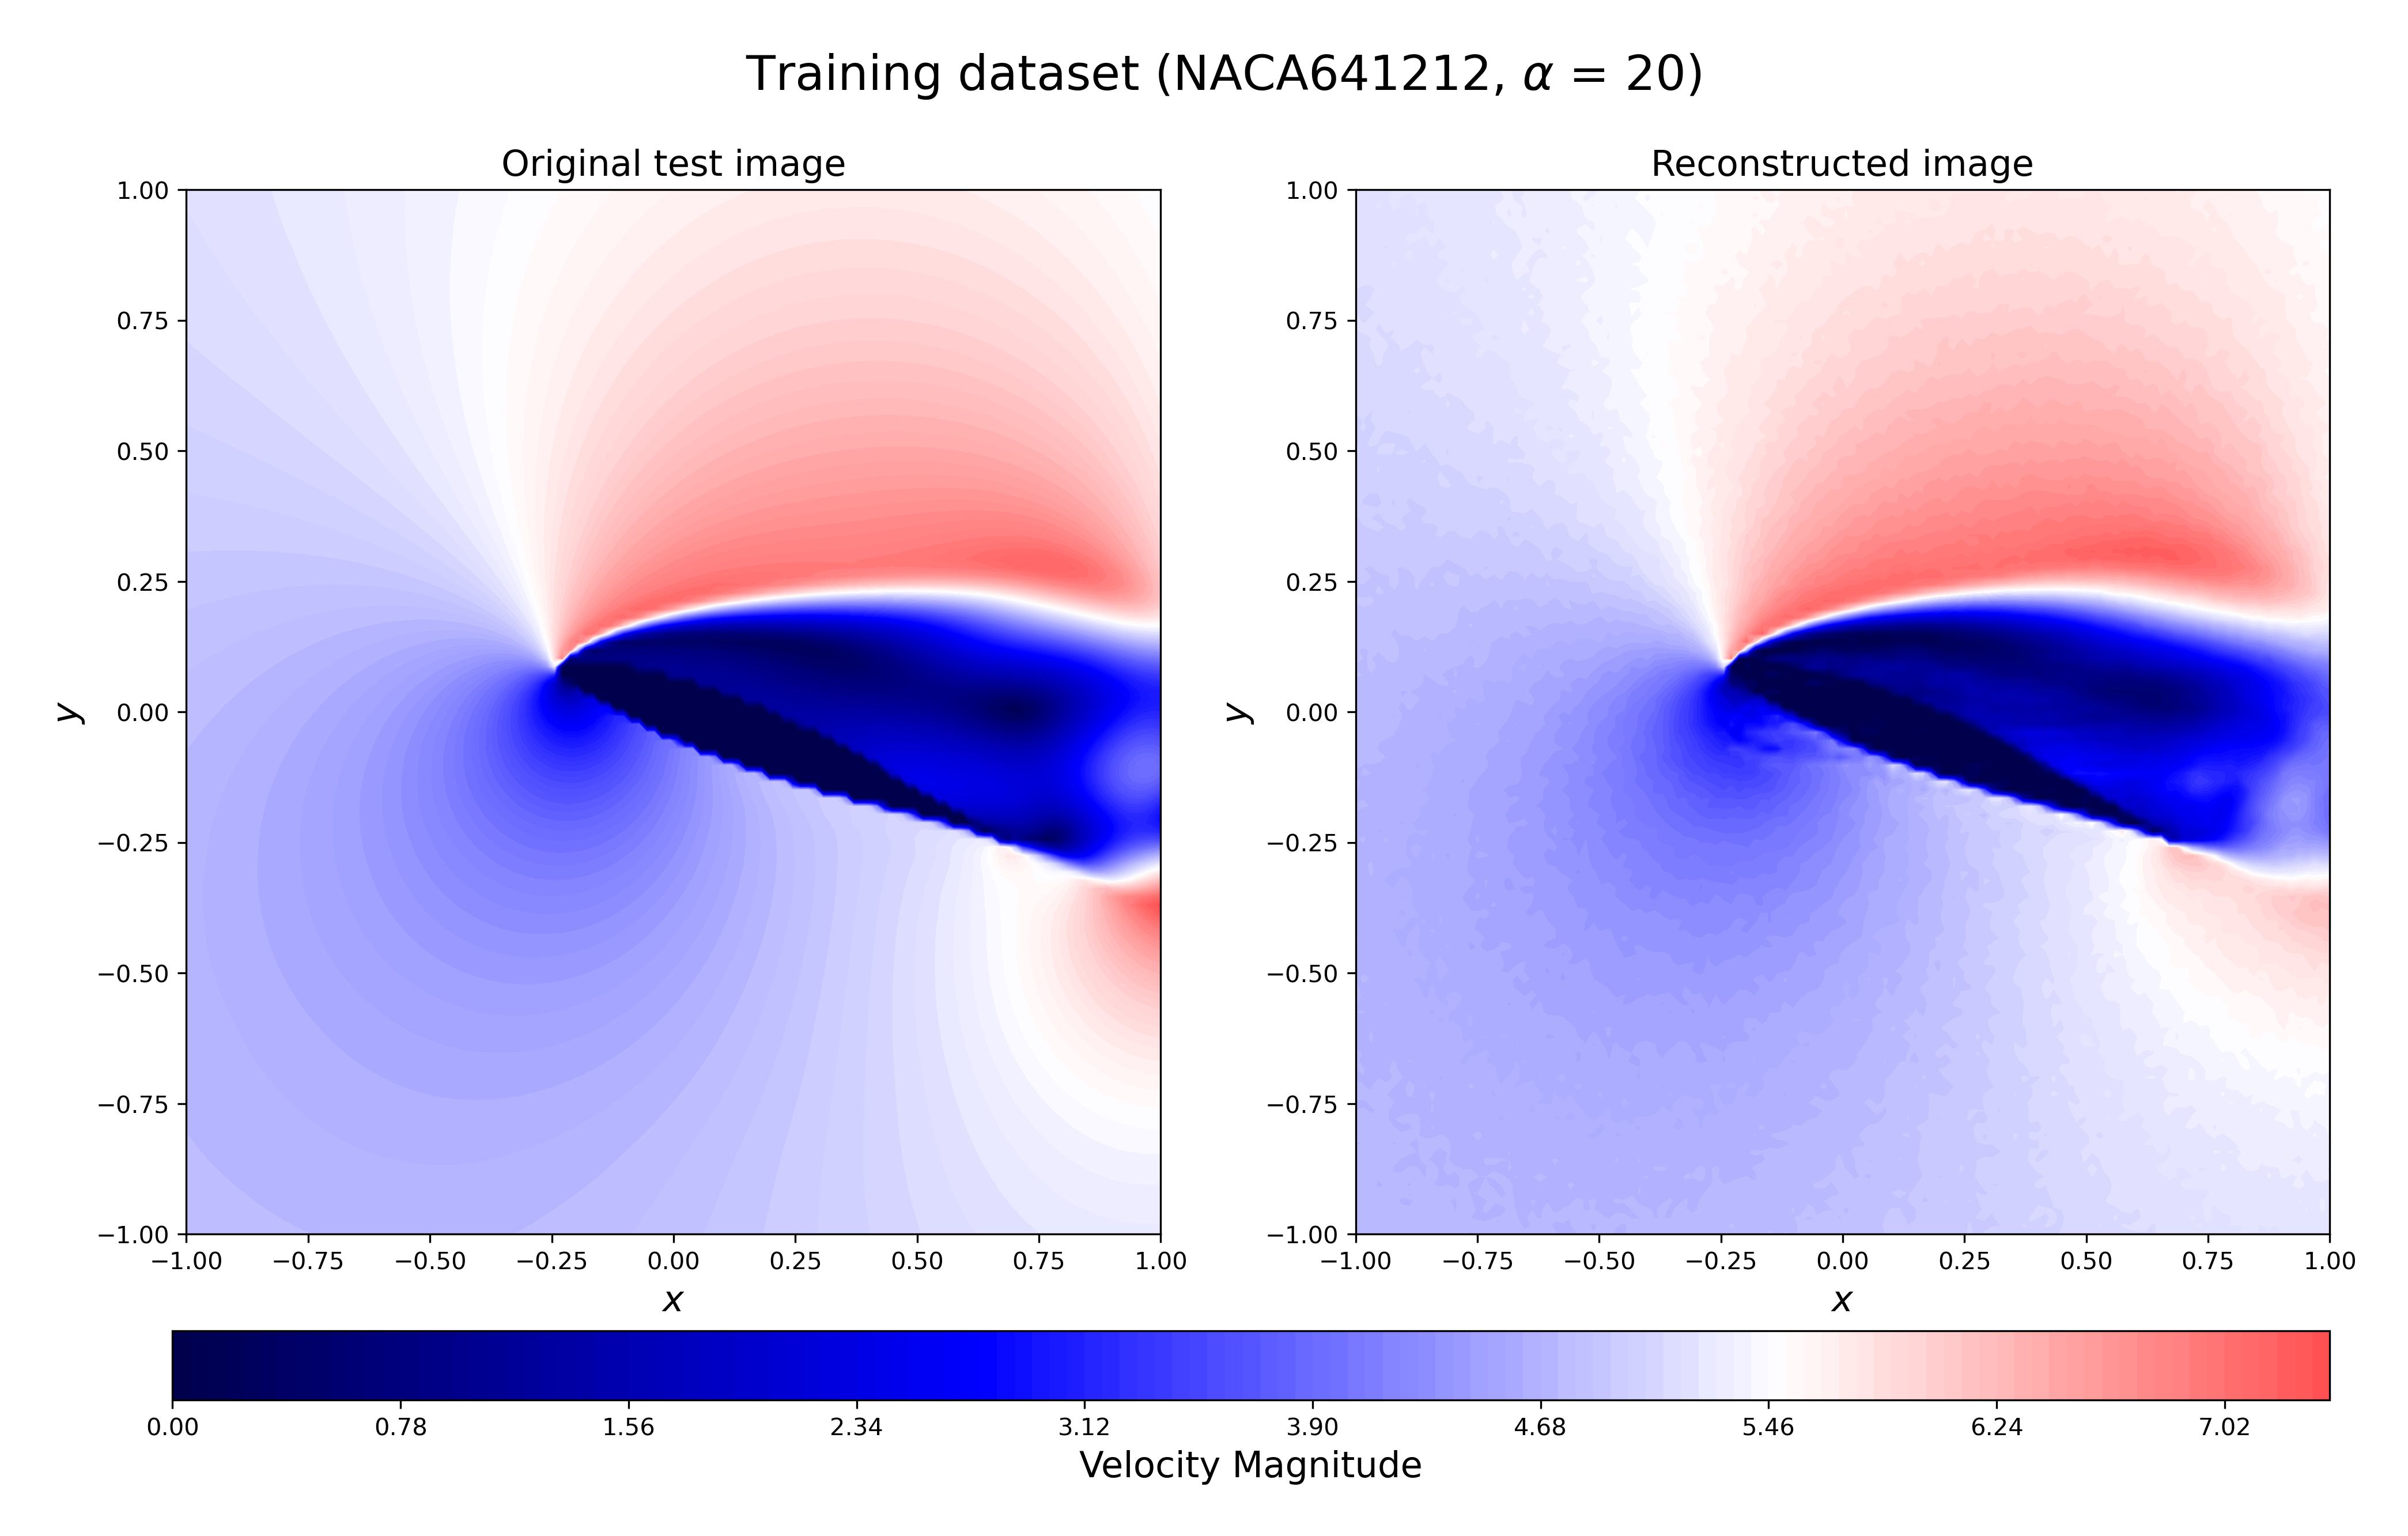 Training dataset (NACA641212, α = 20)
Original test image
Reconstructed image
1.00
0.75
0.50
0.25
0.00
−0.25
−0.50
−0.75
−1.00
y
−1.00 −0.75 −0.50 −0.25 0.00 0.25 0.50 0.75 1.00
x
1.00
0.75
0.50
0.25
0.00
−0.25
−0.50
−0.75
−1.00
y
−1.00 −0.75 −0.50 −0.25 0.00 0.25 0.50 0.75 1.00
x
0.00 0.78 1.56 2.34 3.12 3.90 4.68 5.46 6.24 7.02
Velocity Magnitude